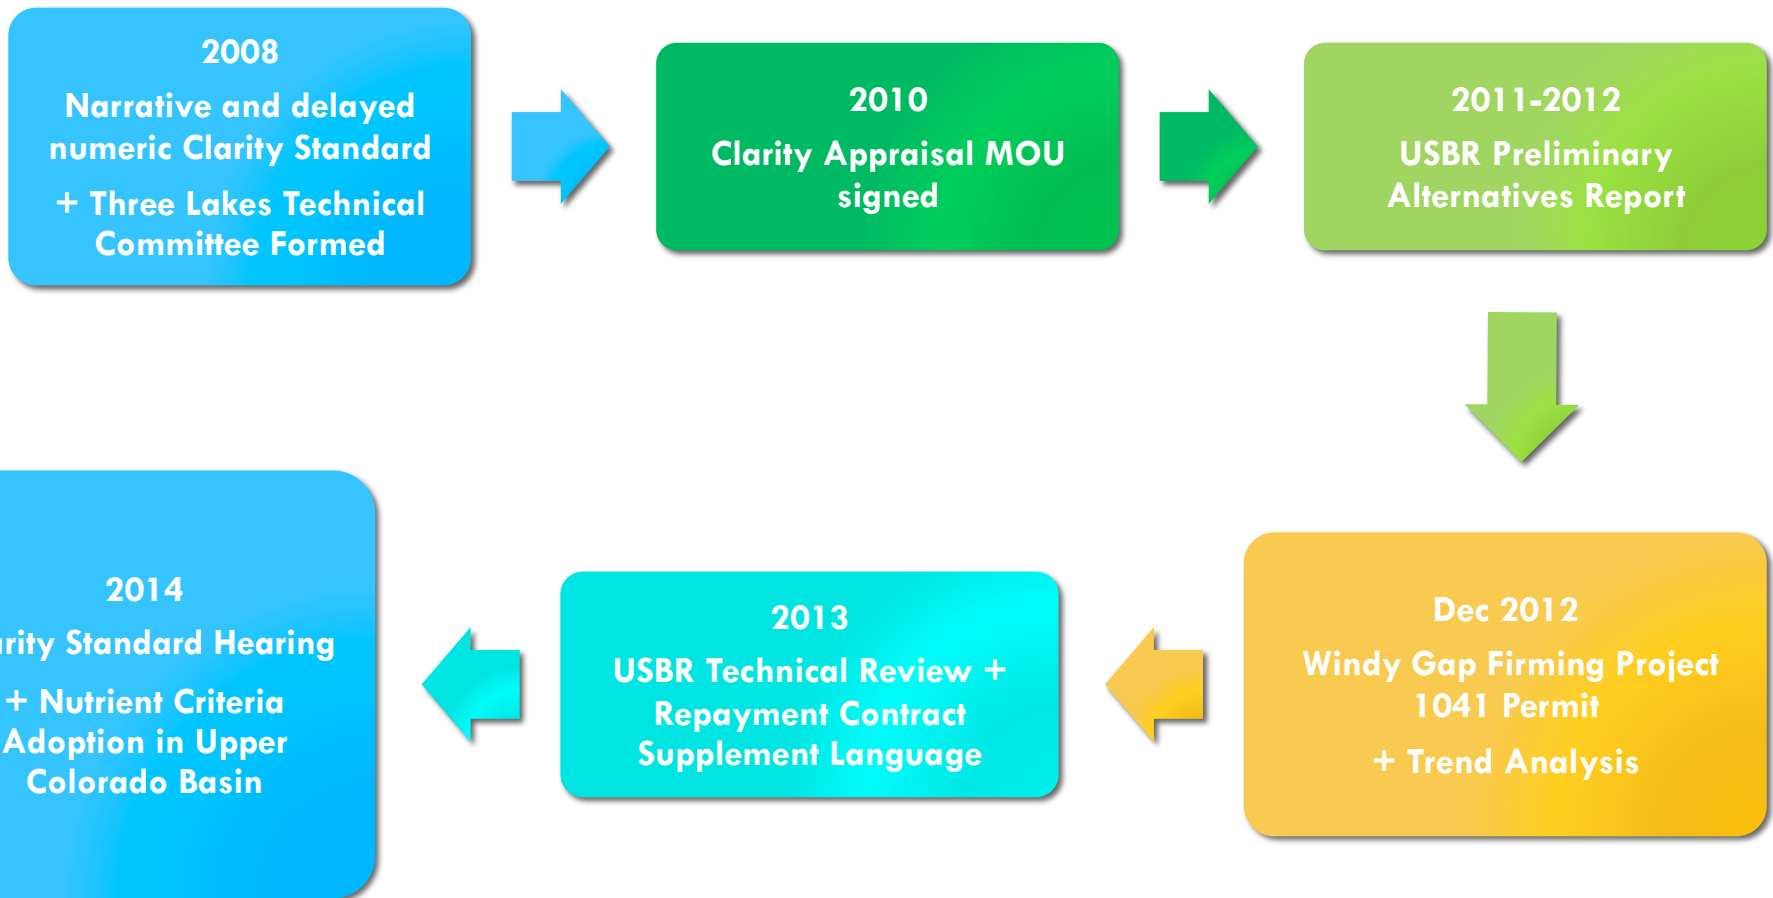 2008
Narrative and delayed
numeric Clarity Standard
+ Three Lakes Technical
Committee Formed
2010
Clarity Appraisal MOU
signed
2011-2012
USBR Preliminary
Alternatives Report
Dec 2012
Windy Gap Firming Project
1041 Permit
+ Trend Analysis
2013
USBR Technical Review +
Repayment Contract
Supplement Language
2014
arity Standard Hearing
+ Nutrient Criteria
Adoption in Upper
Colorado Basin